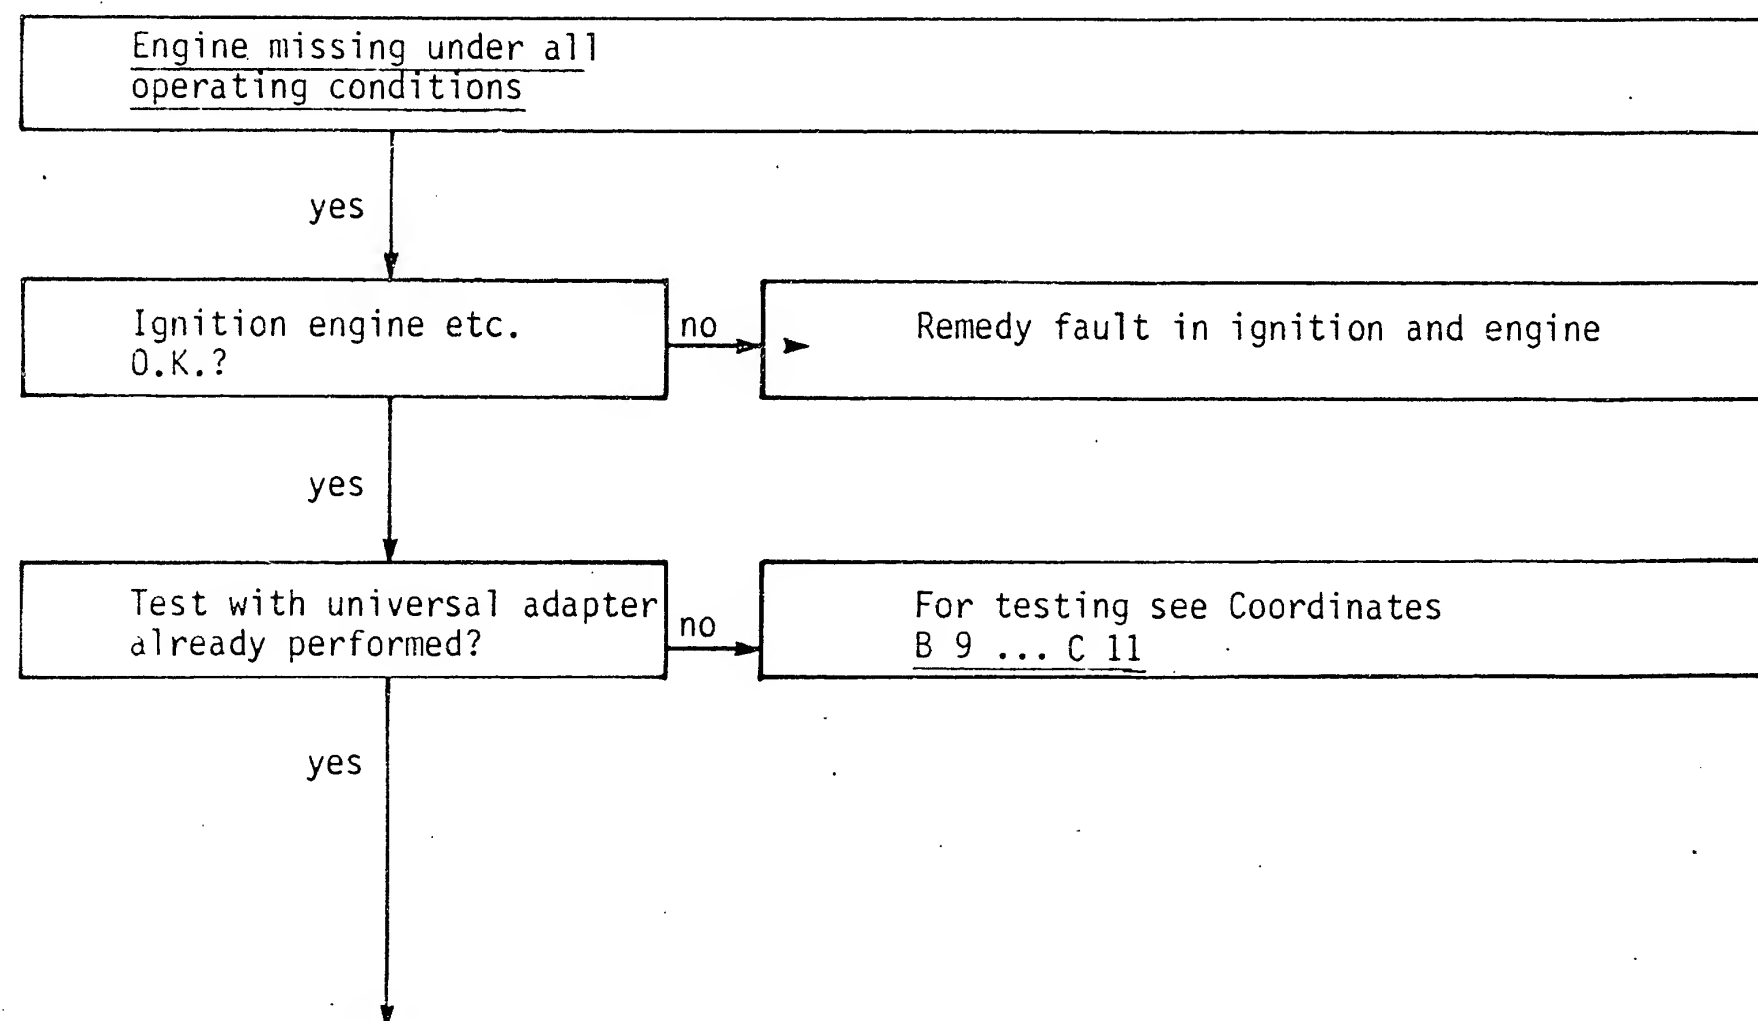 Engine missing under all
operating conditions
yes
Ignition engine etc.
O.K.?
no
Remedy fault in ignition and engine
yes
Test with universal adapter
already performed?
no
For testing see Coordinates
B 9 ... C 11
yes